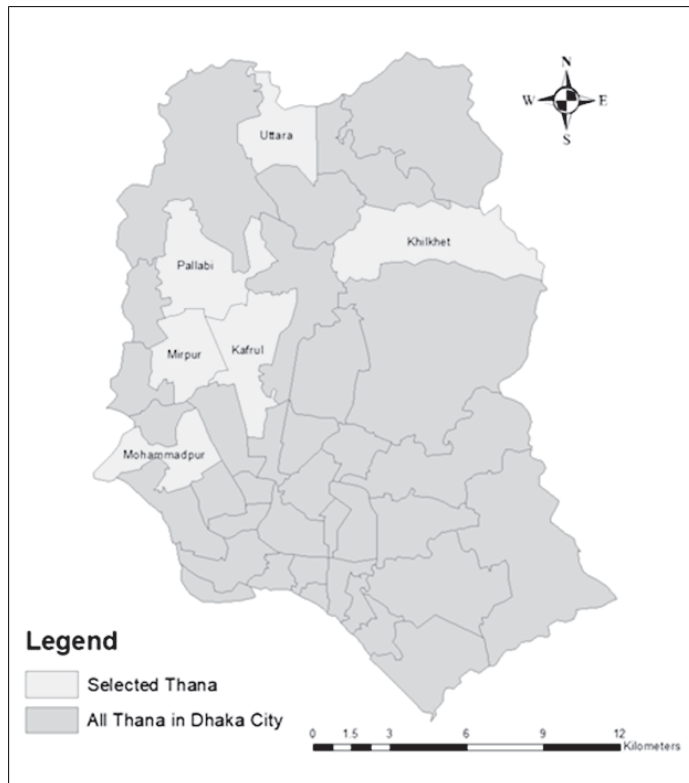 N
W E
S
Uttara
Khilkhet
Pallabi
Mirpur
Kafrul
Mohammadpur
Legend
Selected Thana
All Thana in Dhaka City
0 1.5 3 6 9 12
Kilometers